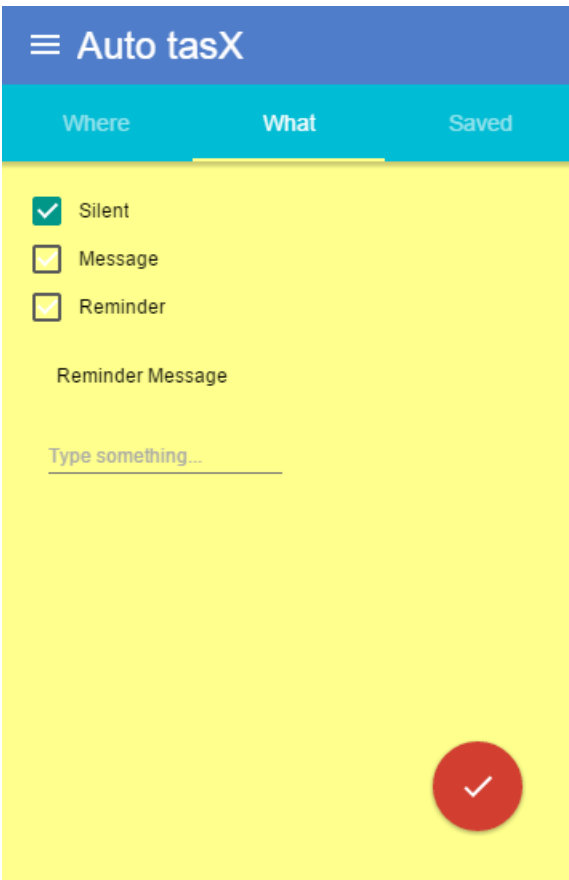 Auto tasX
Where What Saved
Silent
Message
Reminder
Reminder Message
Type something...